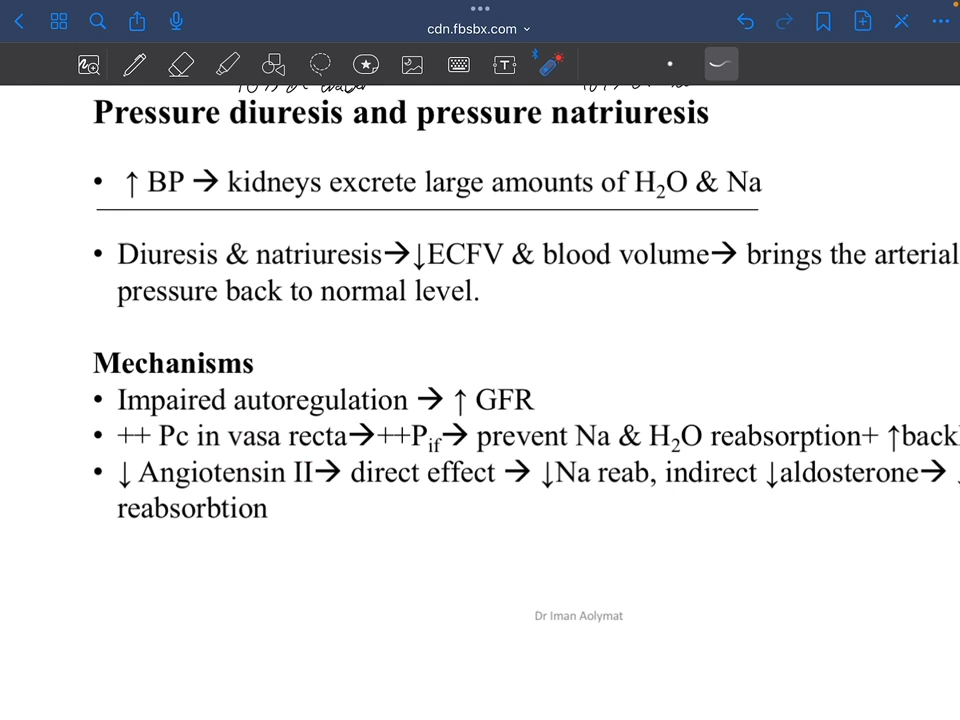 cdn.fbsbx.com
Pressure diuresis and pressure natriuresis
• ↑ BP → kidneys excrete large amounts of H₂O & Na
• Diuresis & natriuresis→↓ECFV & blood volume→ brings the arterial
pressure back to normal level.
Mechanisms
• Impaired autoregulation → ↑ GFR
• ++ Pc in vasa recta→++Pif→ prevent Na & H₂O reabsorption+ ↑back
• ↓ Angiotensin II→ direct effect → ↓Na reab, indirect ↓aldosterone→
reabsorbtion
Dr Iman Aolymat